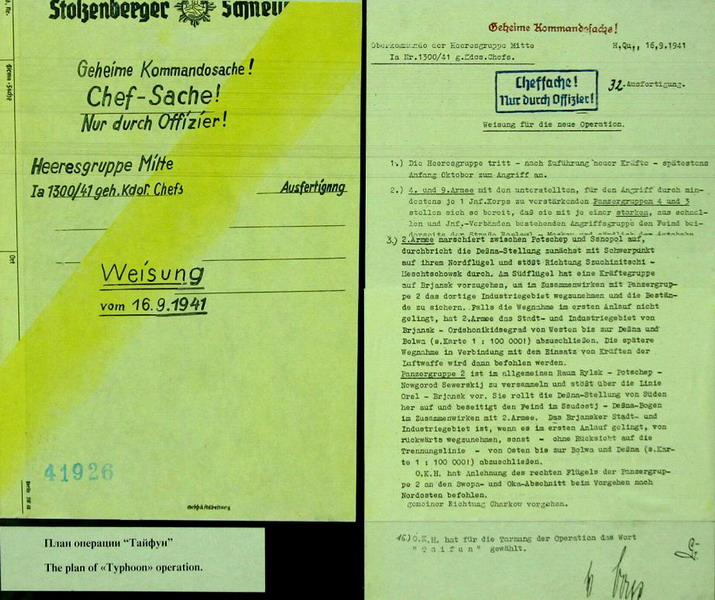 Stolzenberger
Geheime Kommandosache!
Chef-Sache!
Nur durch Offizier!
Heeresgruppe Mitte
Ia 1300/41 geh. Kdos. Chefs
Ausfertigung
Weisung
vom 16.9.1941
41926
План операции "Тайфун"
The plan of «Typhoon» operation.
Geheime Kommandosache!
Oberkommando der Heeresgruppe Mitte
H.Qu., 16.9.1941
Ia Nr.1300/41 g.Kdos.Chefs.
Chefsache!
Nur durch Offizier!
32. Ausfertigung.
Weisung für die neue Operation.
1.) Die Heeresgruppe tritt - nach Zuführung neuer Kräfte - spätestens
Anfang Oktober zum Angriff an.
2.) 4. und 9.Armee mit den unterstellten, für den Angriff durch min-
destens je 1 Inf.Korps zu verstärkenden Panzergruppen 4 und 3
stellen sich so bereit, daß sie mit je einer starken, aus schnel-
len und Inf.-Verbänden bestehenden Angriffsgruppe den Feind bei-
3.) 2.Armee marschiert zwischen Potschep und Sanopol auf,
durchbricht die Deßna-Stellung zunächst mit Schwerpunkt
auf ihrem Nordflügel und stößt Richtung Szuchinitschi -
Meschtschowsk durch. Am Südflügel hat eine Kräftegruppe
auf Brjansk vorzugehen, um im Zusammenwirken mit Panzergrup-
pe 2 das dortige Industriegebiet wegzunehmen und die Bestän-
de zu sichern. Falls die Wegnahme im ersten Anlauf nicht
gelingt, hat 2.Armee das Stadt- und Industriegebiet von
Brjansk - Ordshonikidsegrad von Westen bis zur Deßna und
Bolwa (s.Karte 1 : 100 000!) abzuschließen. Die spätere
Wegnahme in Verbindung mit dem Einsatz von Kräften der
Luftwaffe wird dann befohlen werden.
Panzergruppe 2 ist im allgemeinen Raum Rylsk - Potschep -
Nowgorod Sewerskij zu versammeln und stößt über die Linie
Orel - Brjansk vor. Sie rollt die Deßna-Stellung von Süden
her auf und beseitigt den Feind im Ssudostj - Deßna-Bogen
im Zusammenwirken mit 2.Armee. Das Brjansker Stadt- und
Industriegebiet ist, wenn es im ersten Anlauf gelingt, von
rückwärts wegzunehmen, sonst - ohne Rücksicht auf die
Trennungslinie - von Osten bis zur Bolwa und Deßna (s.Kar-
te 1 : 100 000!) abzuschließen.
O.K.H. hat Anlehnung des rechten Flügels der Panzergrup-
pe 2 an den Swopa- und Oka-Abschnitt beim Vorgehen nach
Nordosten befohlen.
gemeiner Richtung Charkow vorgehen.
16) O.K.H. hat für die Tarnung der Operation das Wort
"Taifun" gewählt.